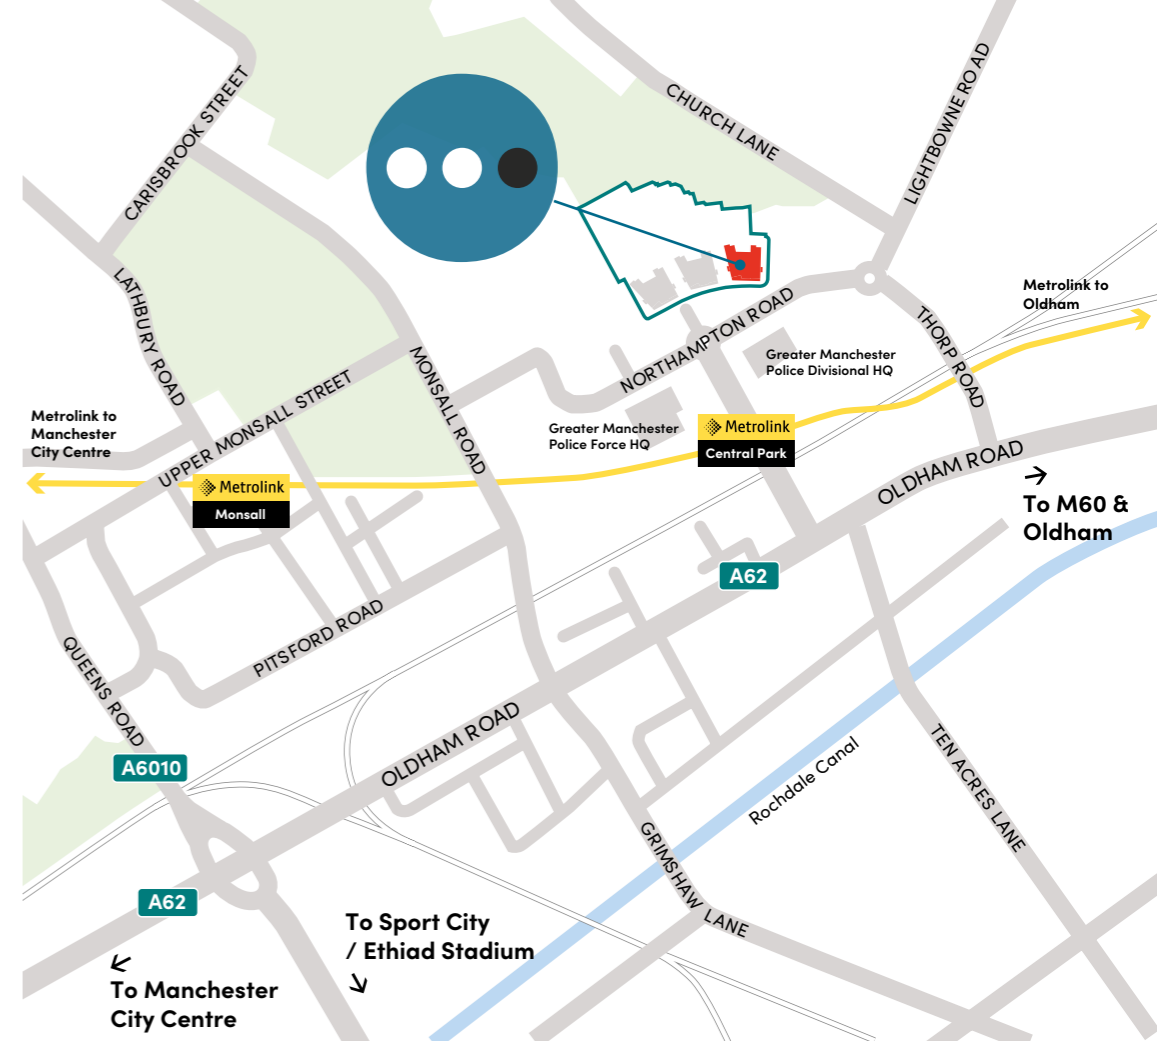 CHURCH LANE
LIGHTBOWNE ROAD
CARISBROOK STREET
LATHBURY ROAD
Metrolink to
Oldham
NORTHAMPTON ROAD
THORP ROAD
Greater Manchester
Police Divisional HQ
MONSALL ROAD
UPPER MONSALL STREET
Metrolink to
Manchester
City Centre
Greater Manchester
Police Force HQ
Metrolink
Central Park
Metrolink
Monsall
OLDHAM ROAD
To M60 &
Oldham
A62
PITSFORD ROAD
QUEENS ROAD
OLDHAM ROAD
A6010
Rochdale Canal
TEN ACRES LANE
GRIMSHAW LANE
A62
To Sport City
/ Ethiad Stadium
To Manchester
City Centre